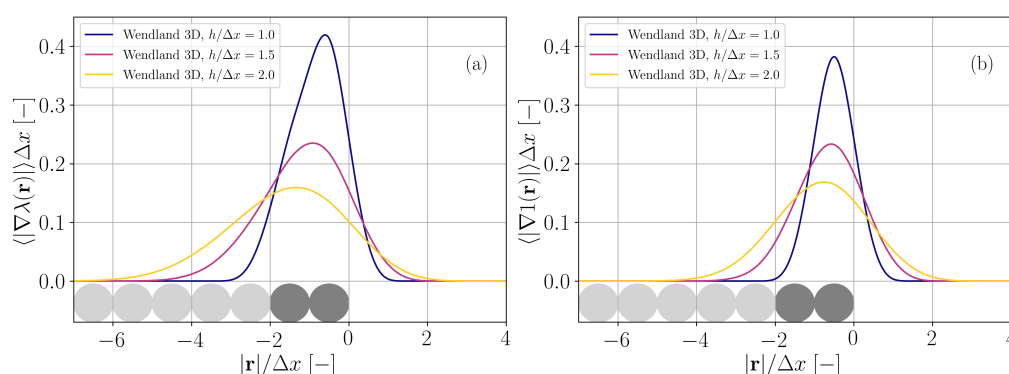 Wendland 3D, h/Δx = 1.0
Wendland 3D, h/Δx = 1.5
Wendland 3D, h/Δx = 2.0
(a)
0.4
0.3
0.2
0.1
0.0
⟨|∇λ(𝐫)|⟩Δx [−]
−6 −4 −2 0 2 4
|𝐫|/Δx [−]
Wendland 3D, h/Δx = 1.0
Wendland 3D, h/Δx = 1.5
Wendland 3D, h/Δx = 2.0
(b)
0.4
0.3
0.2
0.1
0.0
⟨|∇1(𝐫)|⟩Δx [−]
−6 −4 −2 0 2 4
|𝐫|/Δx [−]